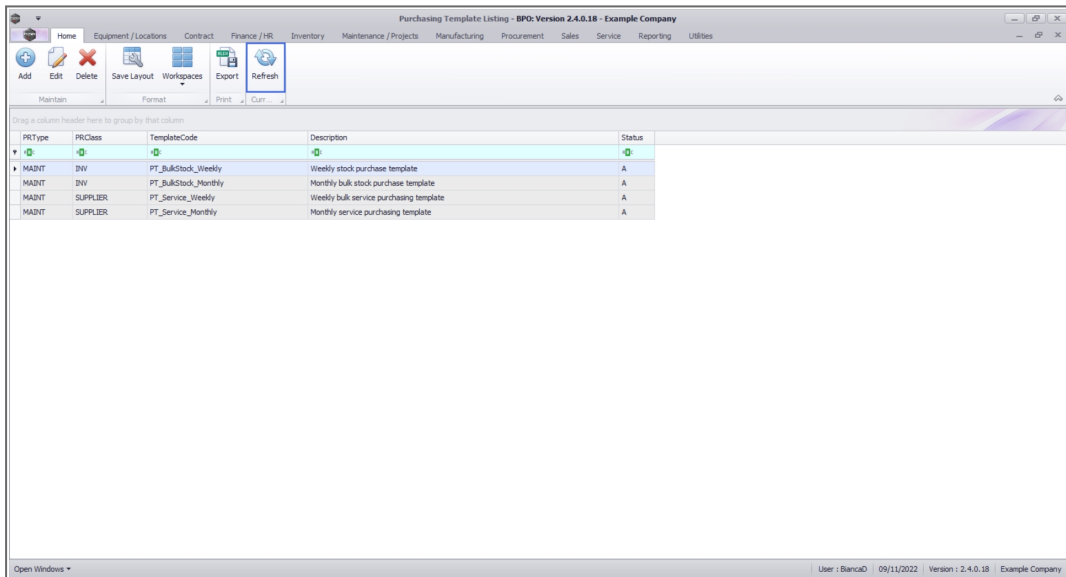 Purchasing Template Listing - BPO: Version 2.4.0.18 - Example Company
Home Equipment / Locations Contract Finance / HR Inventory Maintenance / Projects Manufacturing Procurement Sales Service Reporting Utilities
Add Edit Delete Save Layout Workspaces Export Refresh
Maintain Format Print Curr...
Drag a column header here to group by that column
PRType PRClass TemplateCode Description Status
MAINT INV PT_BulkStock_Weekly Weekly stock purchase template A
MAINT INV PT_BulkStock_Monthly Monthly bulk stock purchase template A
MAINT SUPPLIER PT_Service_Weekly Weekly bulk service purchasing template A
MAINT SUPPLIER PT_Service_Monthly Monthly service purchasing template A
Open Windows User : BiancaD 09/11/2022 Version : 2.4.0.18 Example Company